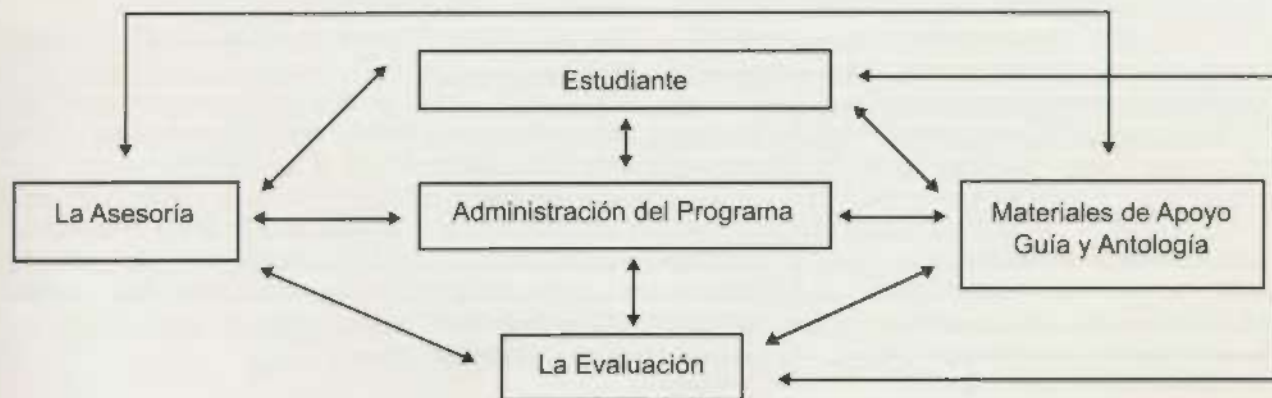 Estudiante
La Asesoría
Administración del Programa
Materiales de Apoyo
Guía y Antología
La Evaluación